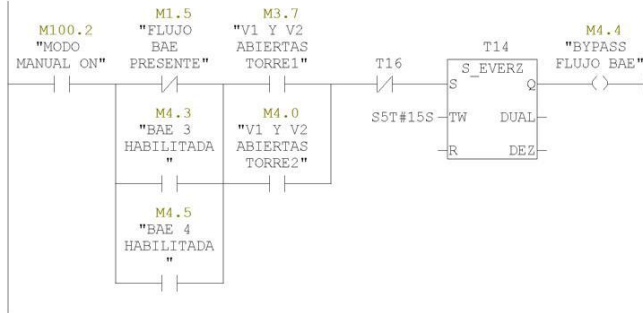 M100.2
"MODO
MANUAL ON"
M1.5
"FLUJO
BAE
PRESENTE"
M3.7
"V1 Y V2
ABIERTAS
TORRE1"
T16
T14
S_EVERZ
S
Q
S5T#15S
TW
DUAL
R
DEZ
M4.4
"BYPASS
FLUJO BAE"
M4.3
"BAE 3
HABILITADA
"
M4.0
"V1 Y V2
ABIERTAS
TORRE2"
M4.5
"BAE 4
HABILITADA
"